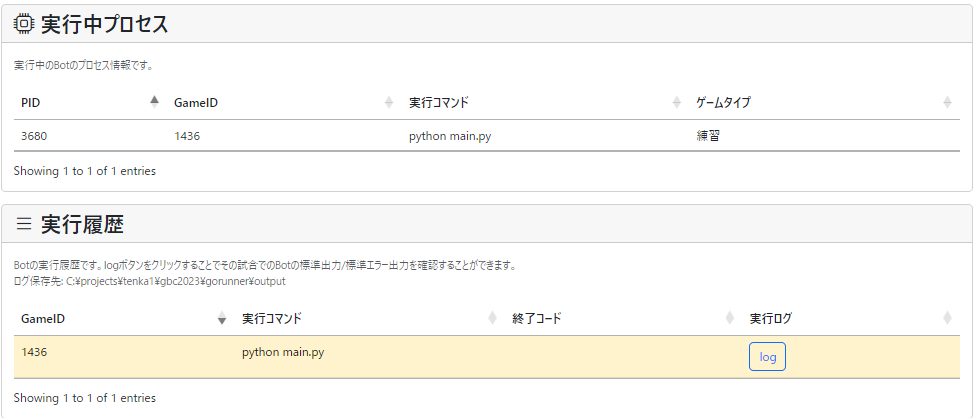 実行中プロセス
実行中のBotのプロセス情報です。
PID GameID 実行コマンド ゲームタイプ
3680 1436 python main.py 練習
Showing 1 to 1 of 1 entries
実行履歴
Botの実行履歴です。logボタンをクリックすることでその試合でのBotの標準出力/標準エラー出力を確認することができます。
ログ保存先: C:¥projects¥tenka1¥gbc2023¥gorunner¥output
GameID 実行コマンド 終了コード 実行ログ
1436 python main.py log
Showing 1 to 1 of 1 entries